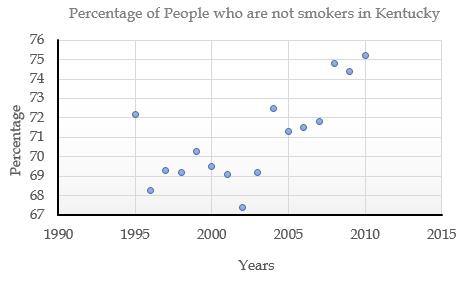 Percentage of People who are not smokers in Kentucky
76
75
74
73
72
71
70
69
68
67
Percentage
1990 1995 2000 2005 2010 2015
Years